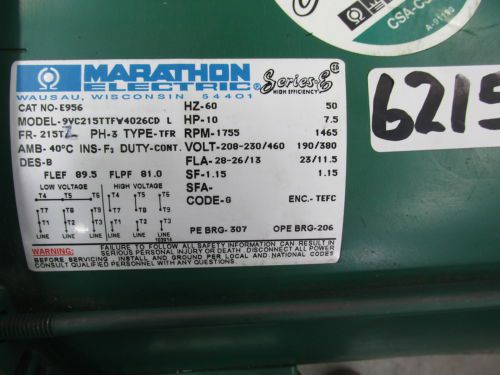 MARATHON
ELECTRIC® Series-E
WAUSAU, WISCONSIN 54401 HIGH EFFICIENCY
CAT NO-E956 HZ-60 50
MODEL-9VC215TTFW4026CD L HP-10 7.5
FR-215TZ PH-3 TYPE-TFR RPM-1755 1465
AMB-40°C INS-F2 DUTY-CONT. VOLT-208-230/460 190/380
DES-B FLA-28-26/13 23/11.5
FLEF 89.5 FLPF 81.0 SF-1.15 1.15
LOW VOLTAGE HIGH VOLTAGE SFA-
T4 T5 T6 T4 T5 T6 CODE-G ENC.-TEFC
T7 T8 T9 T7 T8 T9
T1 T2 T3 T1 T2 T3
LINE LINE LINE LINE PE BRG-307 OPE BRG-206
WARNING: FAILURE TO FOLLOW ALL SAFETY INFORMATION CAN RESULT IN
SERIOUS PERSONAL INJURY OR DEATH. DISCONNECT ALL POWER
BEFORE SERVICING. INSTALL AND GROUND PER LOCAL AND NATIONAL CODES
CONSULT QUALIFIED PERSONNEL WITH ANY QUESTIONS
6215